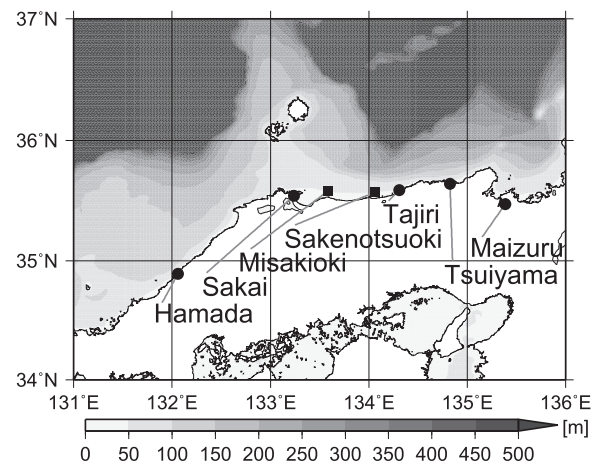 37˚N
36˚N
35˚N
34˚N
Tajiri
Sakenotsuoki
Maizuru
Misakioki
Tsuiyama
Sakai
Hamada
131˚E 132˚E 133˚E 134˚E 135˚E 136˚E
[m]
0 50 100 150 200 250 300 350 400 450 500